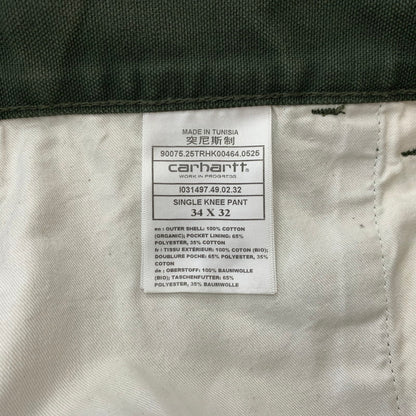 MADE IN TUNISIA
突尼斯制
90075.25TRHK00464.0525
carhartt®
WORK IN PROGRESS
I031497.49.02.32
SINGLE KNEE PANT
34 X 32
en : OUTER SHELL: 100% COTTON
(ORGANIC); POCKET LINING: 65%
POLYESTER, 35% COTTON
fr : TISSU EXTÉRIEUR: 100% COTON (BIO);
DOUBLURE POCHE: 65% POLYESTER, 35%
COTON
de : OBERSTOFF: 100% BAUMWOLLE
(BIO); TASCHENFUTTER: 65%
POLYESTER, 35% BAUMWOLLE